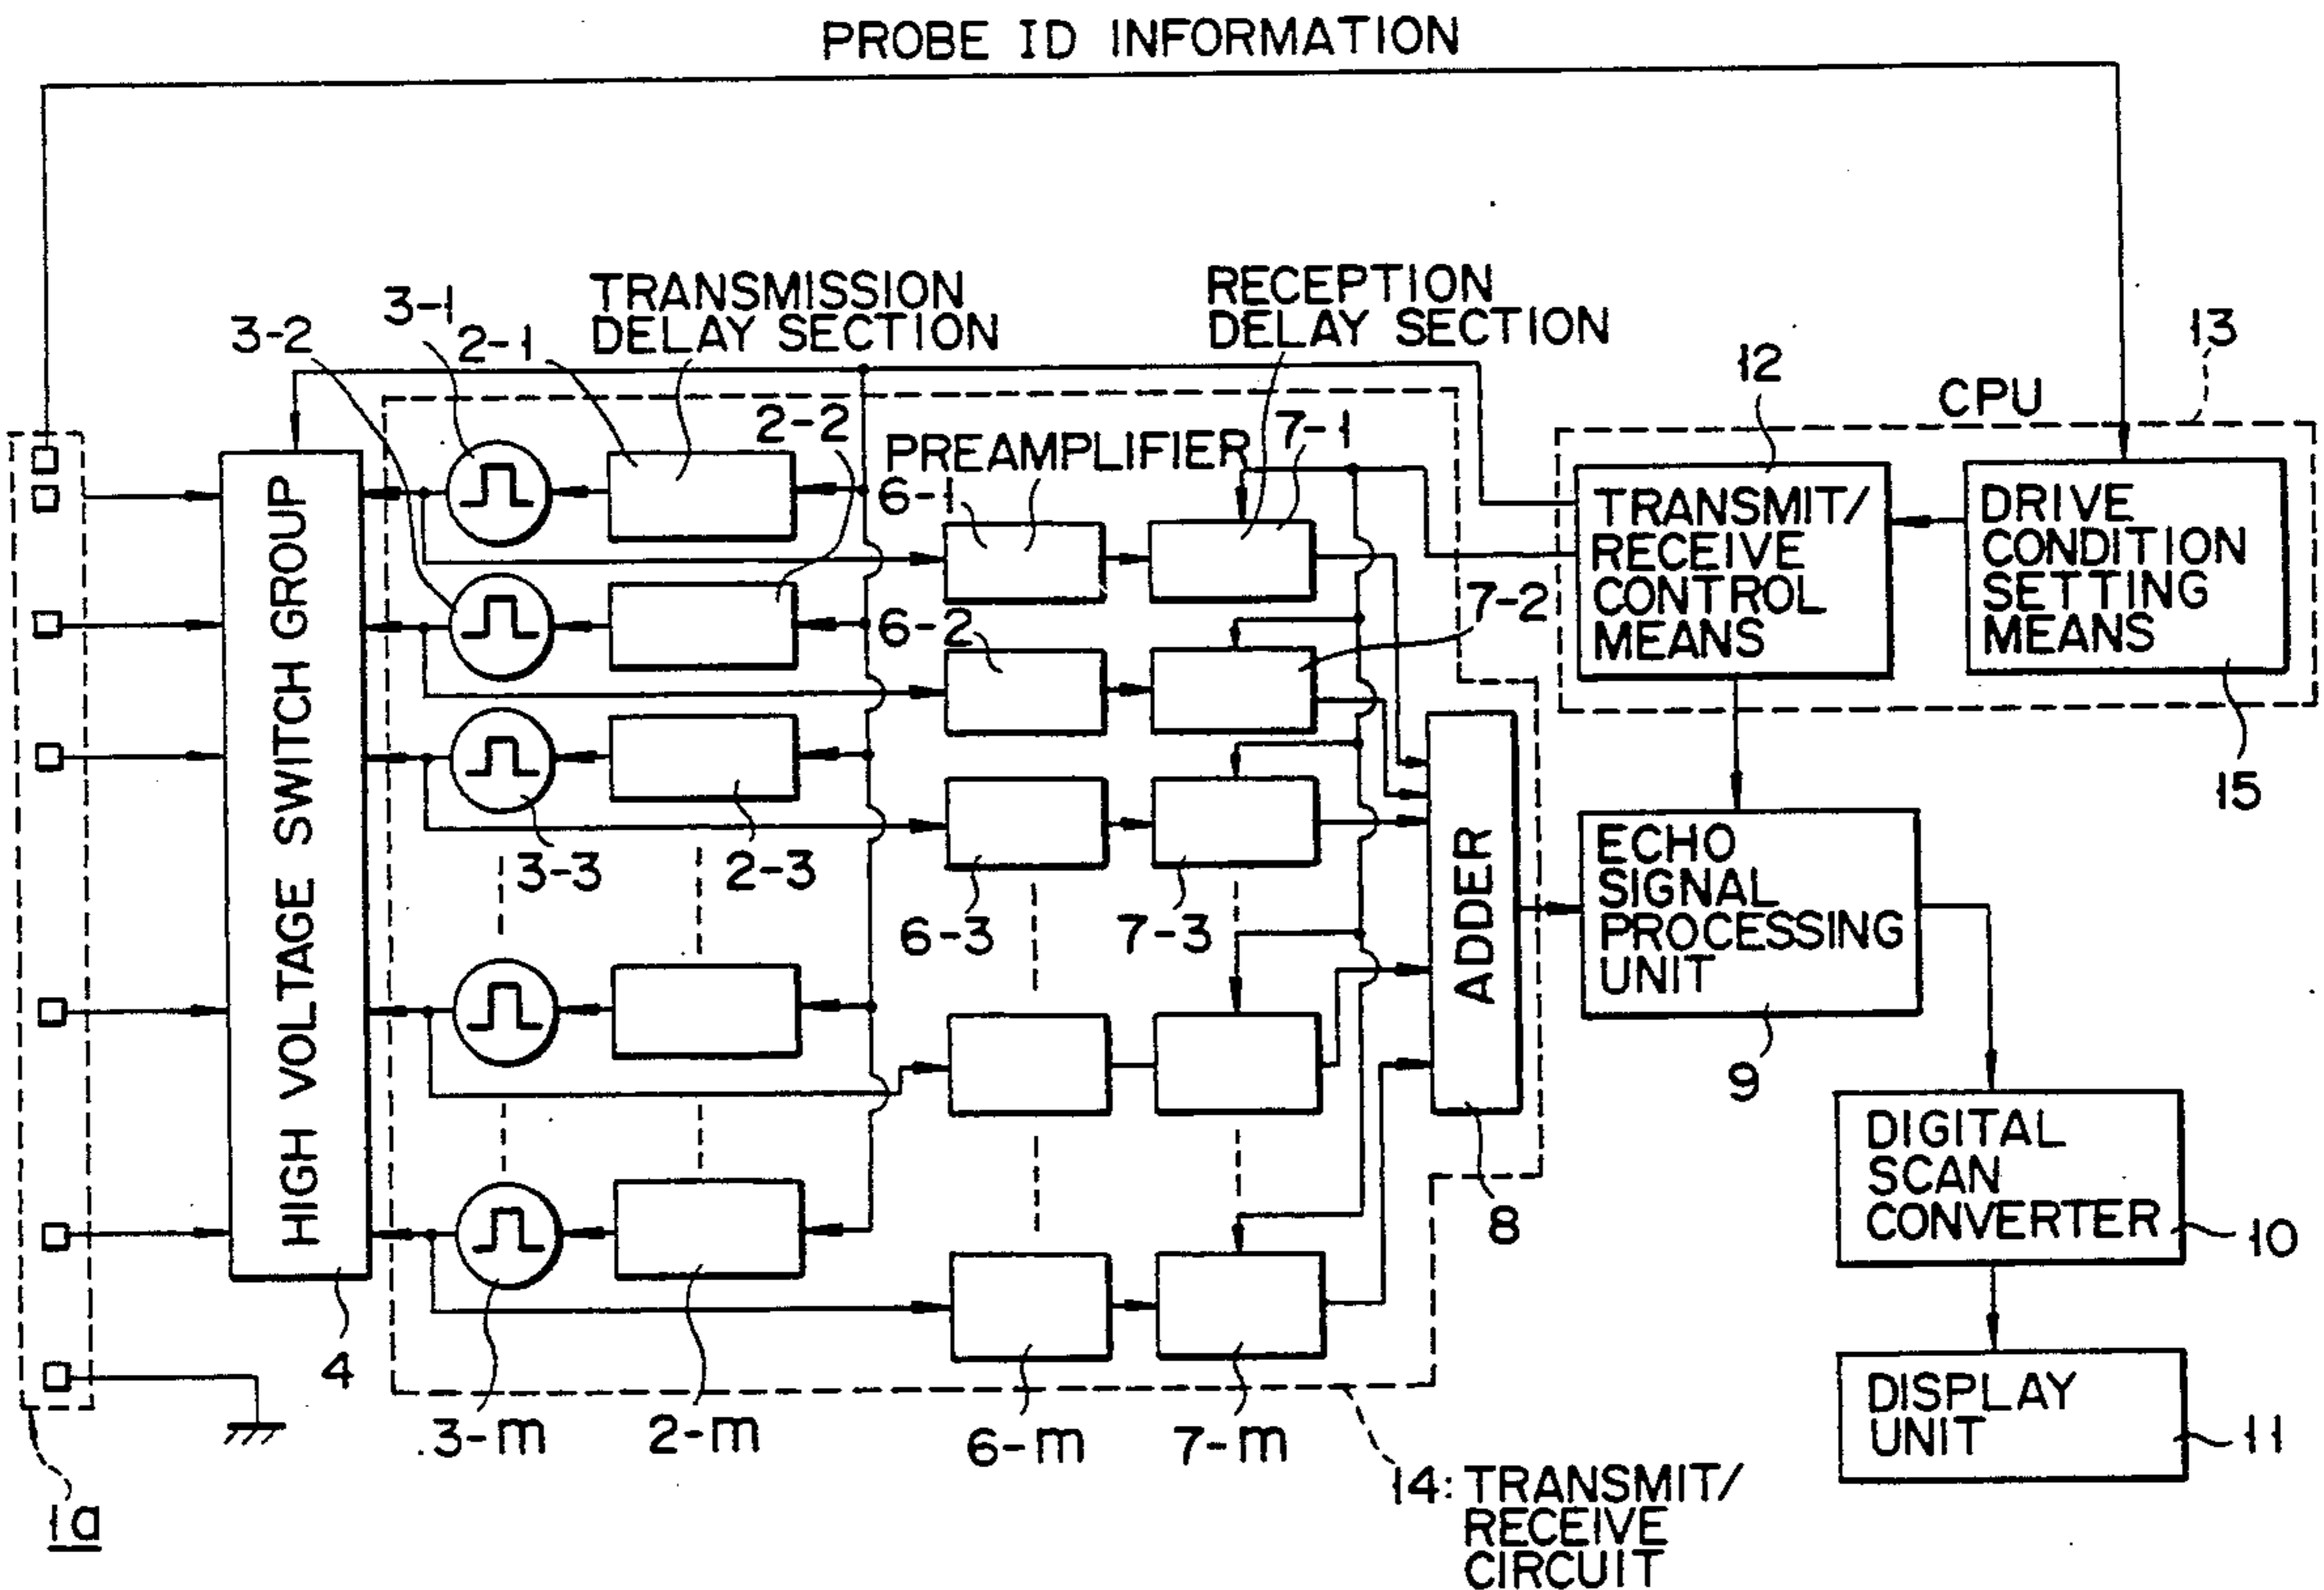 PROBE ID INFORMATION
TRANSMISSION
DELAY SECTION
RECEPTION
DELAY SECTION
3-1
3-2
2-1
2-2
PREAMPLIFIER
7-1
6-1
12
CPU
13
TRANSMIT/
RECEIVE
CONTROL
MEANS
DRIVE
CONDITION
SETTING
MEANS
6-2
7-2
HIGH VOLTAGE SWITCH GROUP
15
3-3
2-3
6-3
7-3
ADDER
ECHO
SIGNAL
PROCESSING
UNIT
9
DIGITAL
SCAN
CONVERTER
10
8
4
3-m
2-m
6-m
7-m
DISPLAY
UNIT
11
14: TRANSMIT/
RECEIVE
CIRCUIT
1a